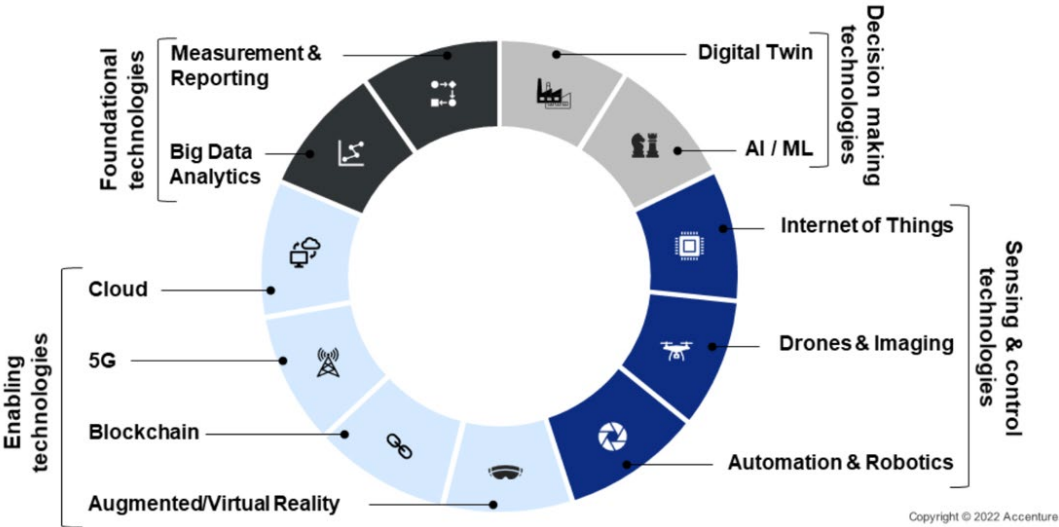 Foundational
technologies
Measurement &
Reporting
Big Data
Analytics
Digital Twin
AI / ML
Decision making
technologies
Internet of Things
Drones & Imaging
Automation & Robotics
Sensing & control
technologies
Enabling
technologies
Cloud
5G
Blockchain
Augmented/Virtual Reality
Copyright © 2022 Accenture